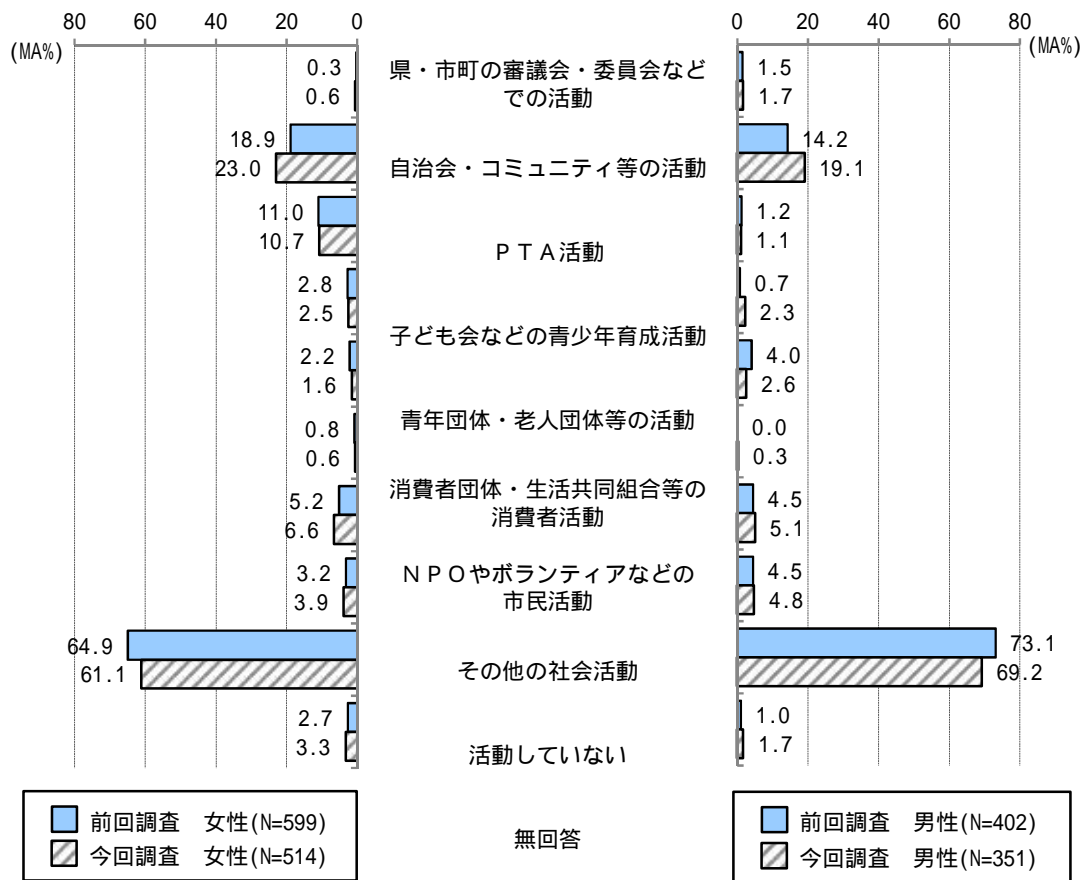 80 60 40 20 0
0 20 40 60 80
(MA%)
(MA%)
0.3
0.6
県・市町の審議会・委員会など
での活動
1.5
1.7
18.9
23.0
自治会・コミュニティ等の活動
14.2
19.1
11.0
10.7
ＰＴＡ活動
1.2
1.1
2.8
2.5
子ども会などの青少年育成活動
0.7
2.3
2.2
1.6
青年団体・老人団体等の活動
4.0
2.6
0.8
0.6
消費者団体・生活共同組合等の
消費者活動
0.0
0.3
5.2
6.6
ＮＰＯやボランティアなどの
市民活動
4.5
5.1
3.2
3.9
その他の社会活動
4.5
4.8
64.9
61.1
活動していない
73.1
69.2
2.7
3.3
無回答
1.0
1.7
前回調査　女性(N=599)
今回調査　女性(N=514)
前回調査　男性(N=402)
今回調査　男性(N=351)